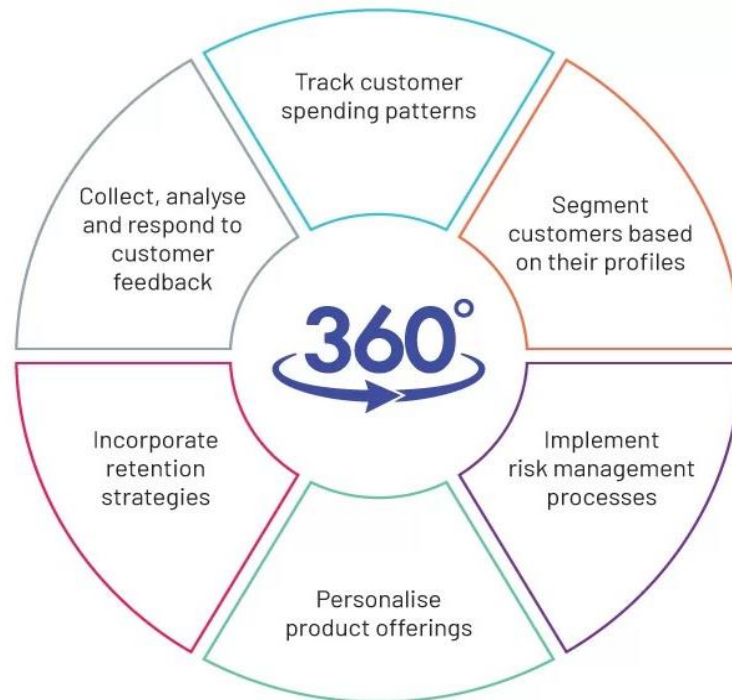 Track customer
spending patterns
Segment
customers based
on their profiles
Implement
risk management
processes
Personalise
product offerings
Incorporate
retention
strategies
Collect, analyse
and respond to
customer
feedback
360°